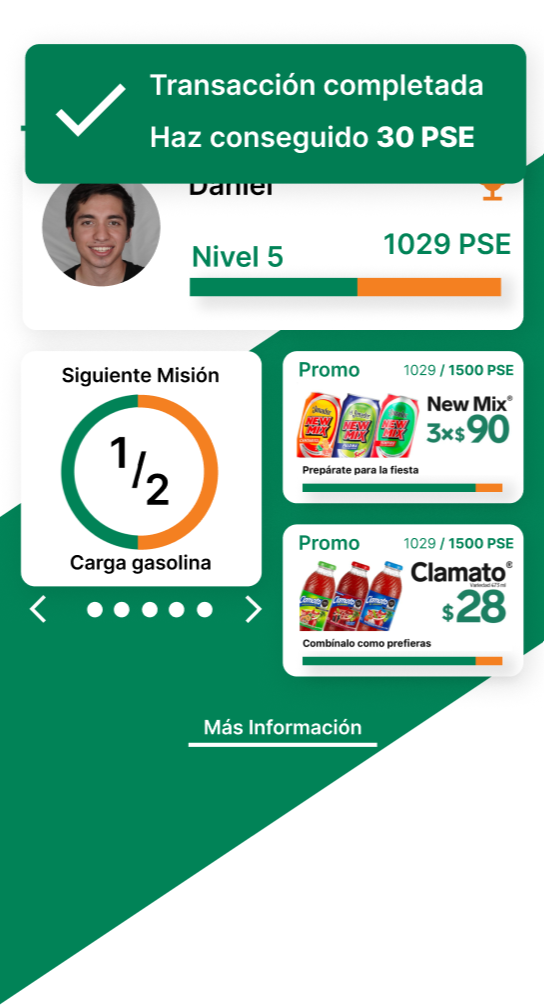 Transacción completada
Haz conseguido 30 PSE
Daniel
Nivel 5
1029 PSE
Siguiente Misión
1/2
Carga gasolina
Promo
1029 / 1500 PSE
NEW MIX
NEW MIX
NEW MIX
New Mix®
3x$90
Prepárate para la fiesta
Promo
1029 / 1500 PSE
Clamato
Clamato
Clamato
Clamato®
Variedad 473 ml
$28
Combínalo como prefieras
Más Información